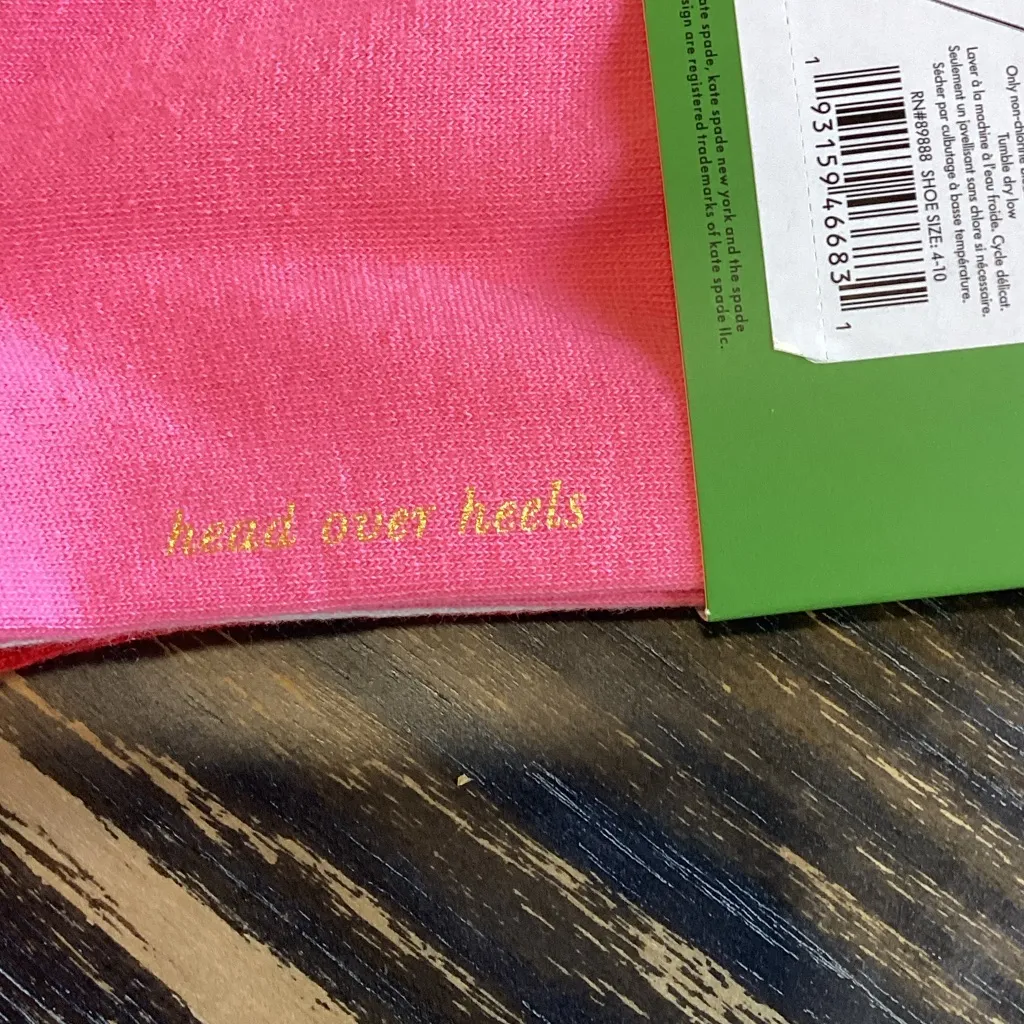 head over heels
spade, kate spade new york and the spade
are registered trademarks of kate spade llc.
1 93159 46683 1
RN#89888 SHOE SIZE: 4-10
Only non-chlorine
Tumble dry low
Laver à la machine à l'eau froide. Cycle délicat.
Seulement un javellisant sans chlore si nécessaire.
Sécher par culbutage à basse température.